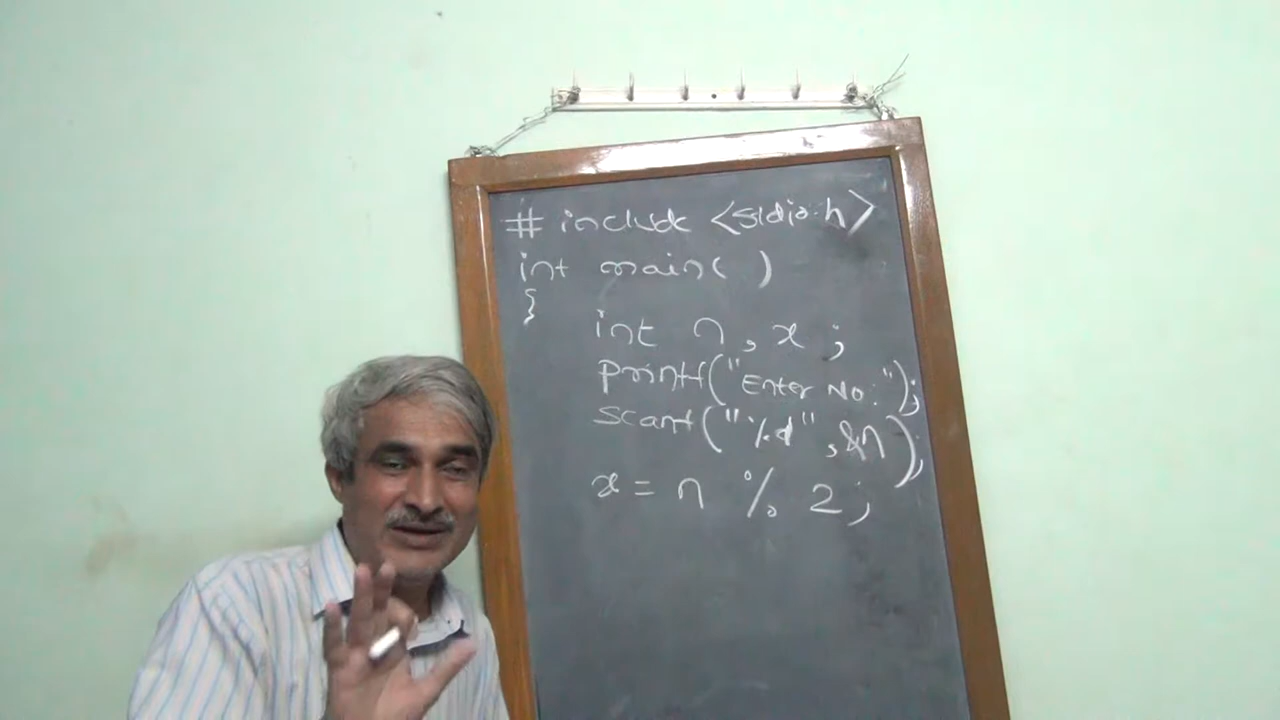 # include <stdio.h>
int main( )
{
int n, x ;
printf("Enter No:");
scanf("%d" ,&n);
x = n % 2;